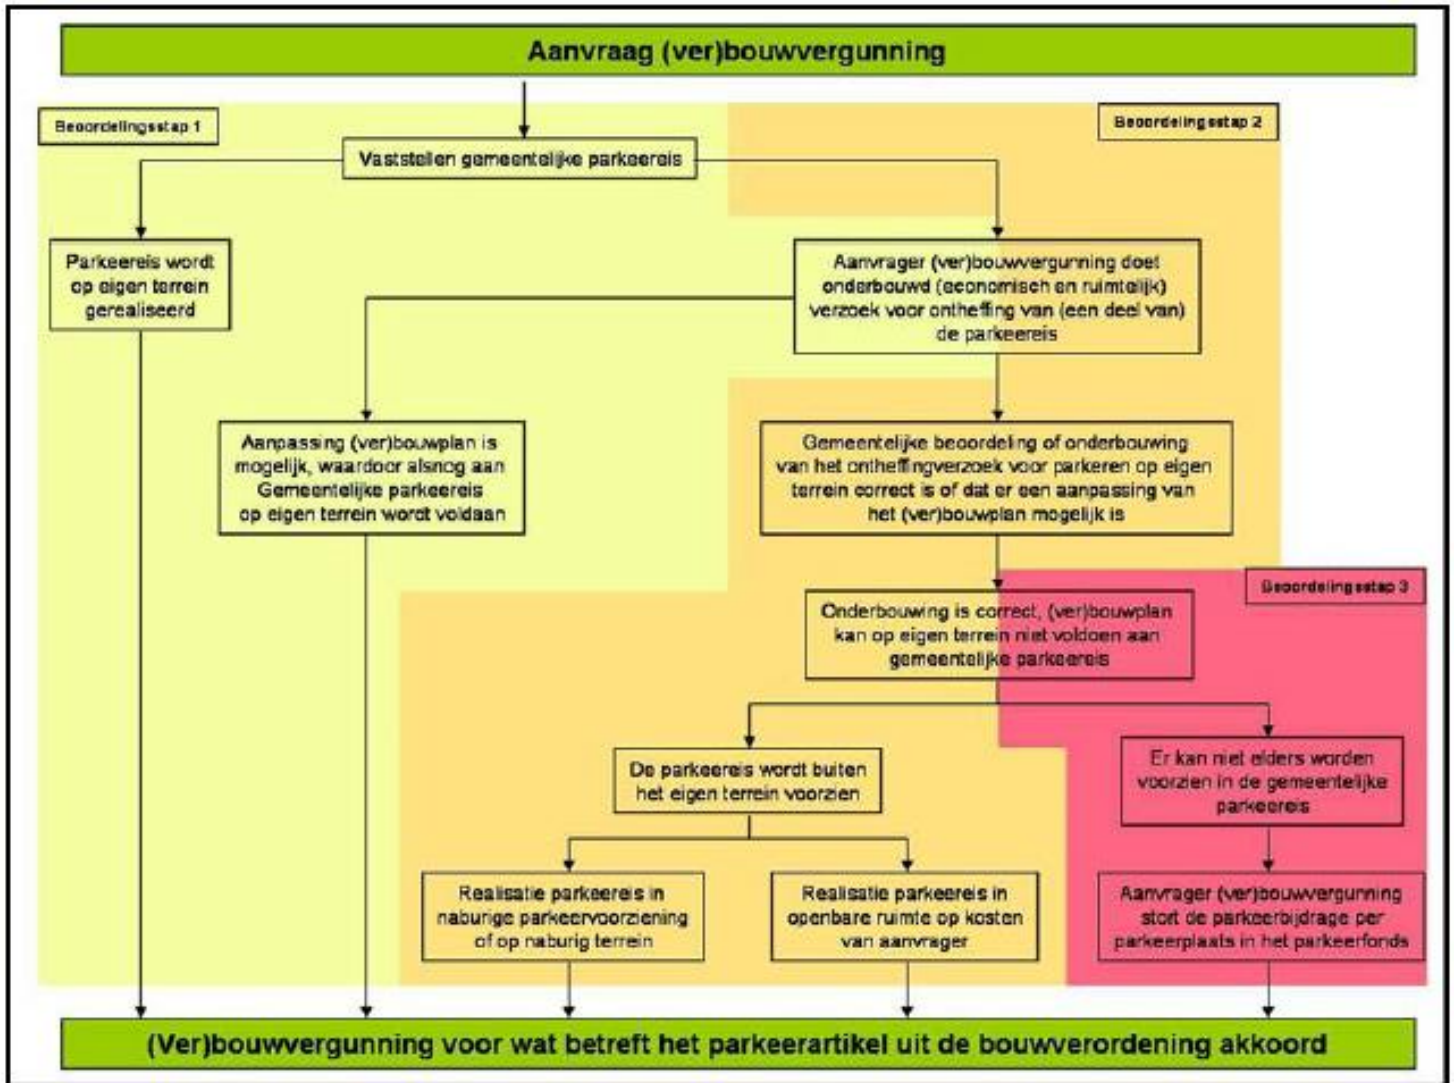 Aanvraag (ver)bouwvergunning
Beoordelingsstap 1
Beoordelingsstap 2
Vaststellen gemeentelijke parkeereis
Parkeereis wordt
op eigen terrein
gerealiseerd
Aanvrager (ver)bouwvergunning doet
onderbouwd (economisch en ruimtelijk)
verzoek voor ontheffing van (een deel van)
de parkeereis
Aanpassing (ver)bouwplan is
mogelijk, waardoor alsnog aan
Gemeentelijke parkeereis
op eigen terrein wordt voldaan
Gemeentelijke beoordeling of onderbouwing
van het ontheffingverzoek voor parkeren op eigen
terrein correct is of dat er een aanpassing van
het (ver)bouwplan mogelijk is
Beoordelingsstap 3
Onderbouwing is correct, (ver)bouwplan
kan op eigen terrein niet voldoen aan
gemeentelijke parkeereis
De parkeereis wordt buiten
het eigen terrein voorzien
Er kan niet elders worden
voorzien in de gemeentelijke
parkeereis
Realisatie parkeereis in
naburige parkeervoorziening
of op naburig terrein
Realisatie parkeereis in
openbare ruimte op kosten
van aanvrager
Aanvrager (ver)bouwvergunning
stort de parkeerbijdrage per
parkeerplaats in het parkeerfonds
(Ver)bouwvergunning voor wat betreft het parkeerartikel uit de bouwverordening akkoord